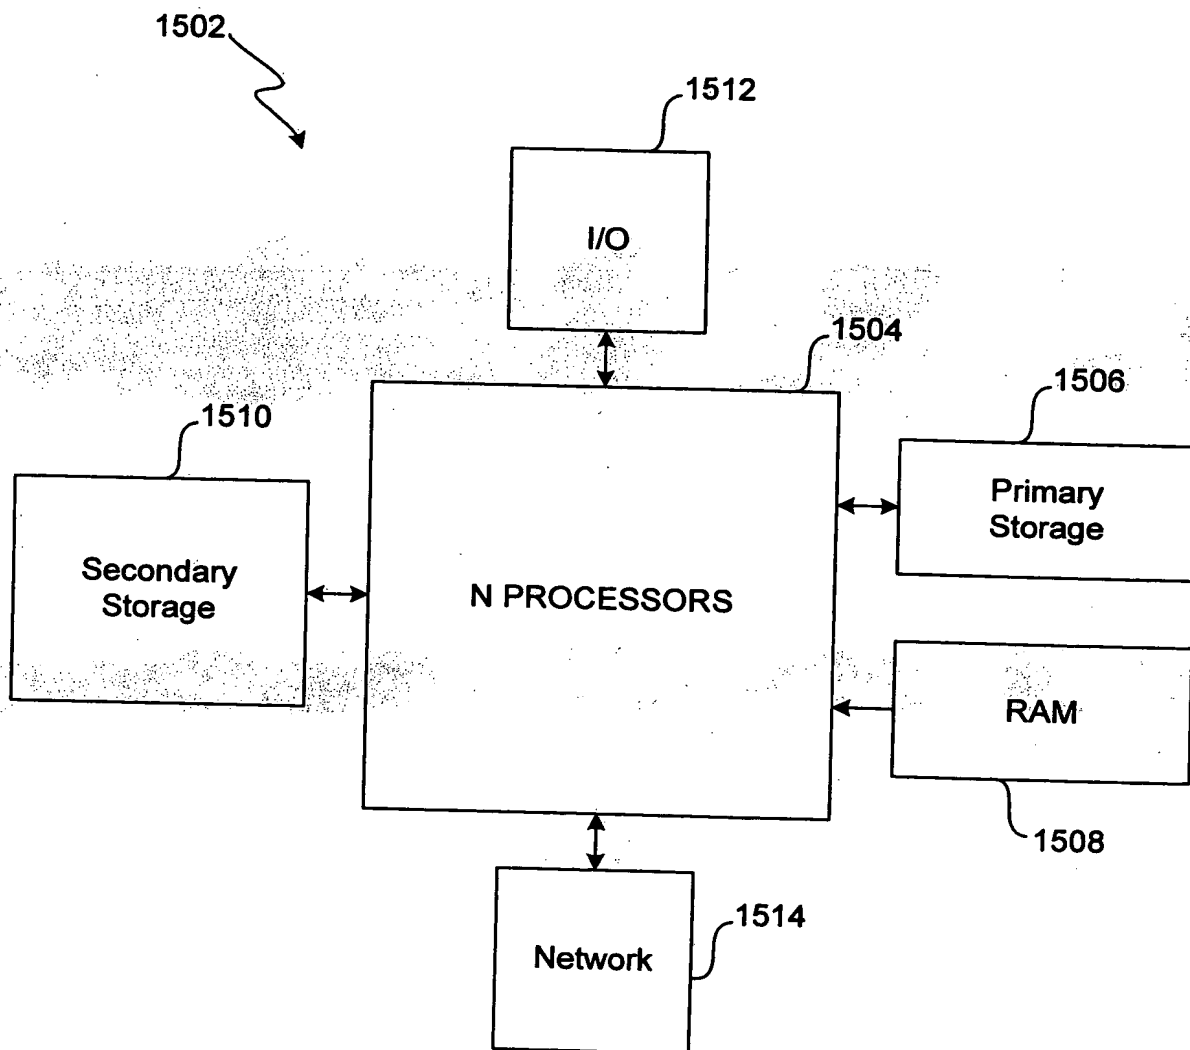 1502
1512
I/O
1504
1506
1510
Primary
Storage
Secondary
Storage
N PROCESSORS
RAM
1508
1514
Network